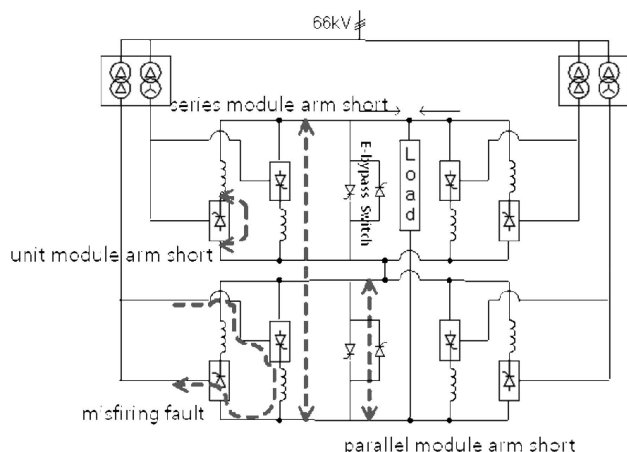 66kV
series module arm short
E-bypass Switch
Load
unit module arm short
misfiring fault
parallel module arm short